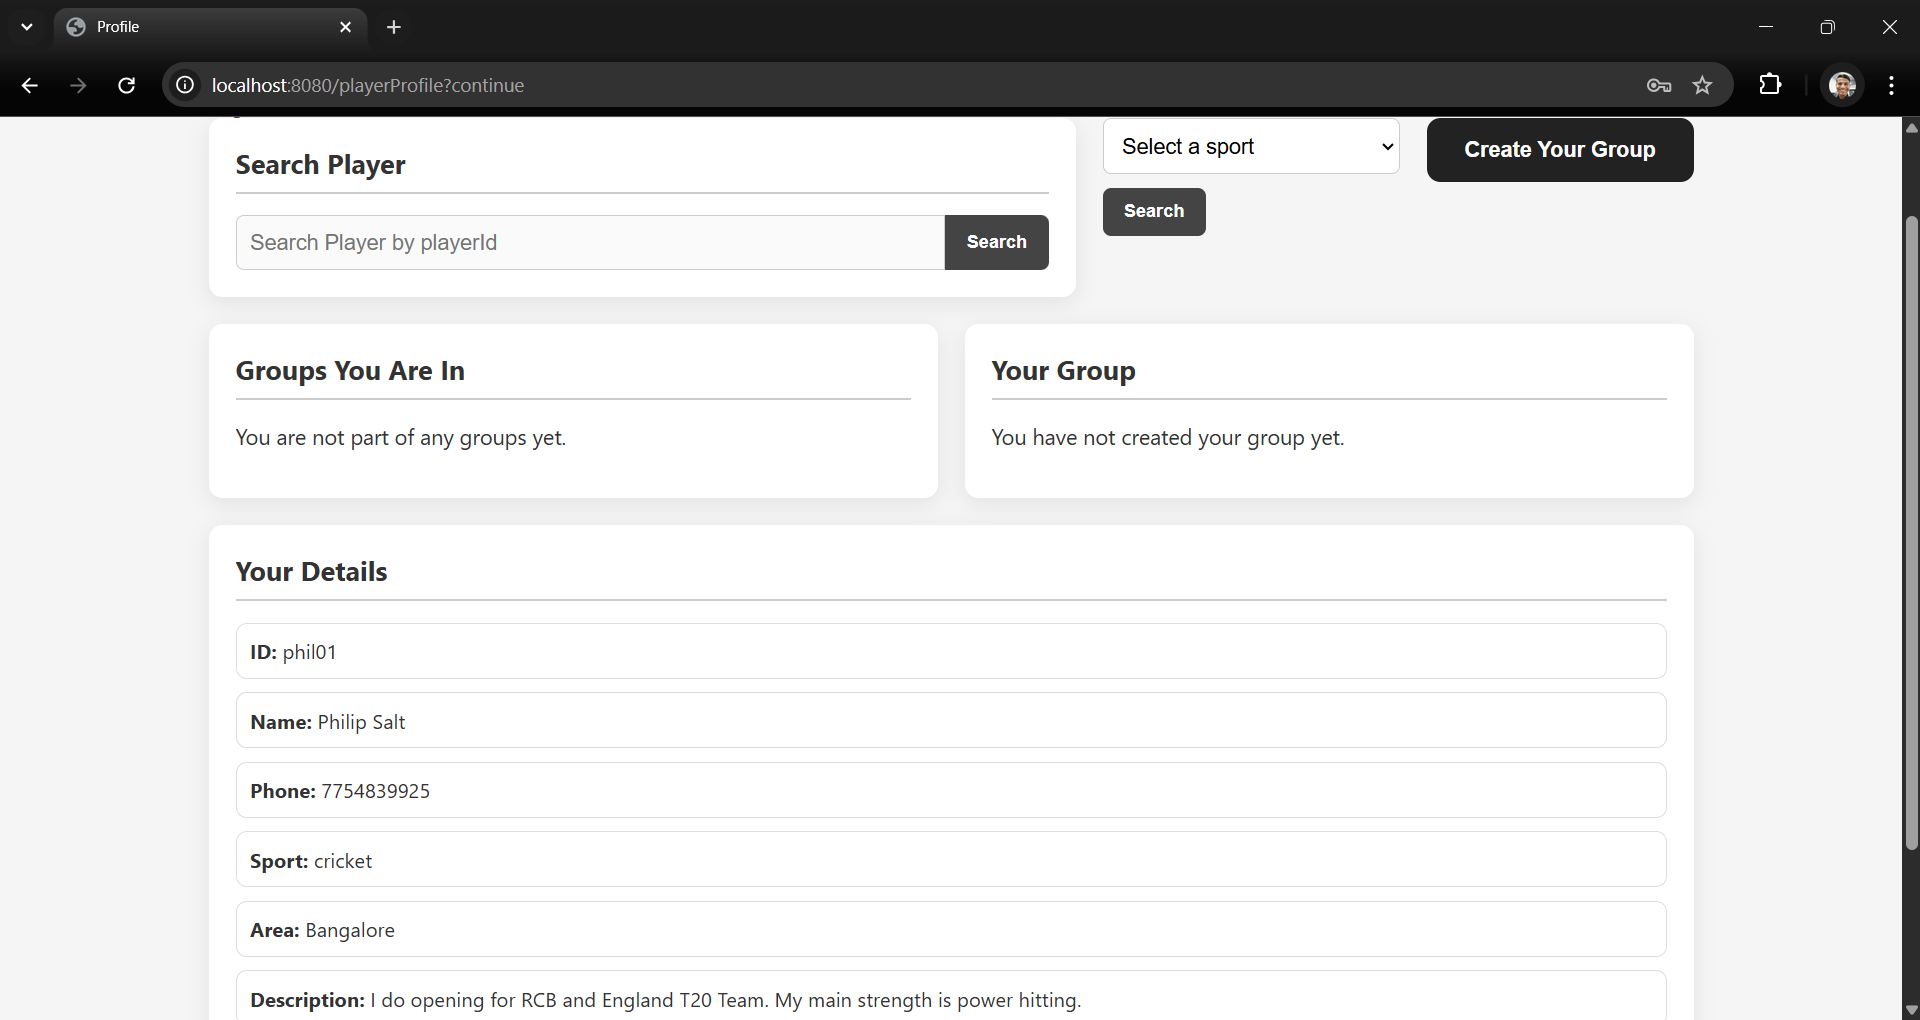 Profile
localhost:8080/playerProfile?continue
Search Player
Search Player by playerId
Search
Select a sport
Search
Create Your Group
Groups You Are In
You are not part of any groups yet.
Your Group
You have not created your group yet.
Your Details
ID: phil01
Name: Philip Salt
Phone: 7754839925
Sport: cricket
Area: Bangalore
Description: I do opening for RCB and England T20 Team. My main strength is power hitting.